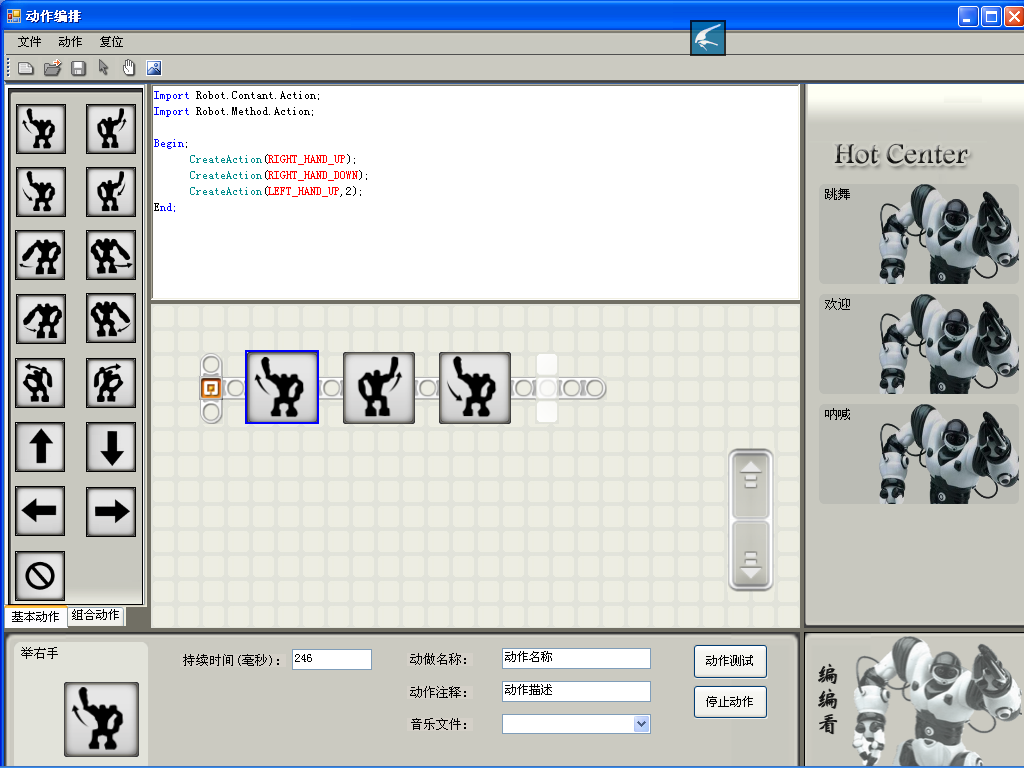 动作编排
文件 动作 复位
Import Robot.Contant.Action;
Import Robot.Method.Action;
Begin;
CreateAction(RIGHT_HAND_UP);
CreateAction(RIGHT_HAND_DOWN);
CreateAction(LEFT_HAND_UP,2);
End;
Hot Center
跳舞
欢迎
呐喊
基本动作 组合动作
举右手
持续时间(毫秒): 246
动做名称: 动作名称
动作注释: 动作描述
音乐文件:
动作测试
停止动作
编编看